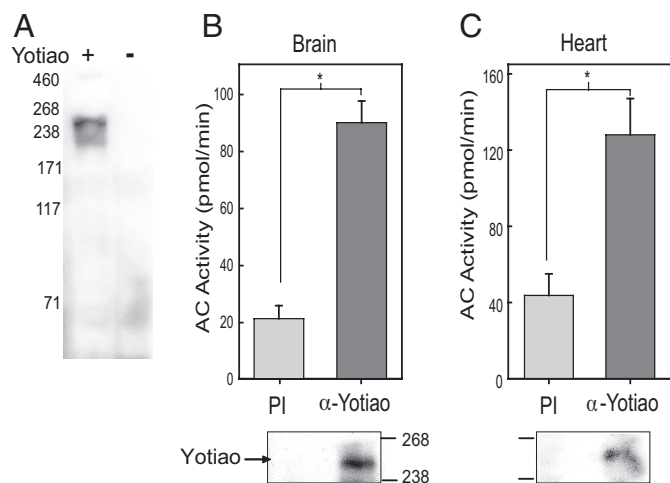 A
Yotiao + -
460
268
238
171
117
71
B
Brain
*
AC Activity (pmol/min)
100
80
60
40
20
0
PI α-Yotiao
Yotiao
268
238
C
Heart
*
AC Activity (pmol/min)
160
120
80
40
0
PI α-Yotiao